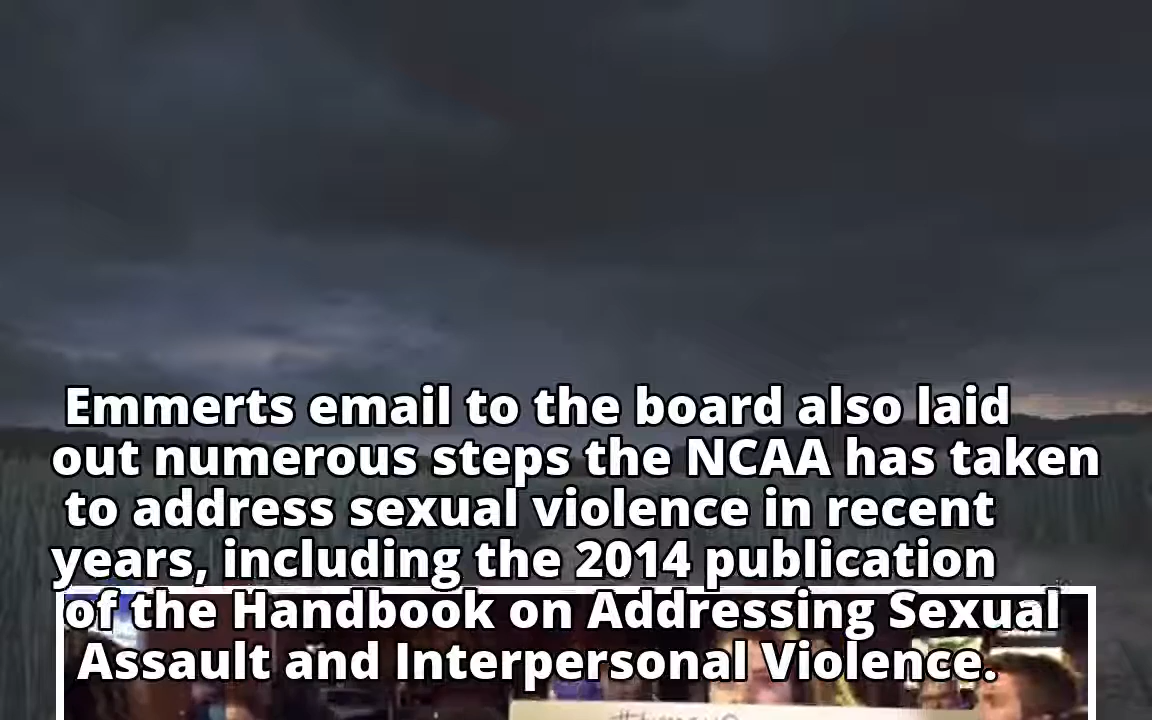 Emmerts email to the board also laid
out numerous steps the NCAA has taken
to address sexual violence in recent
years, including the 2014 publication
of the Handbook on Addressing Sexual
Assault and Interpersonal Violence.